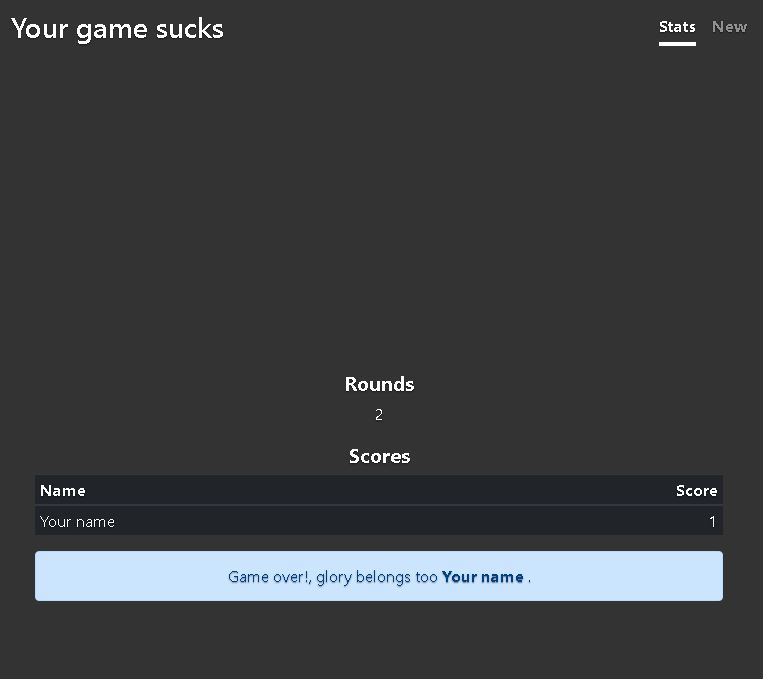 Your game sucks
Stats New
Rounds
2
Scores
Name Score
Your name 1
Game over!, glory belongs too Your name .